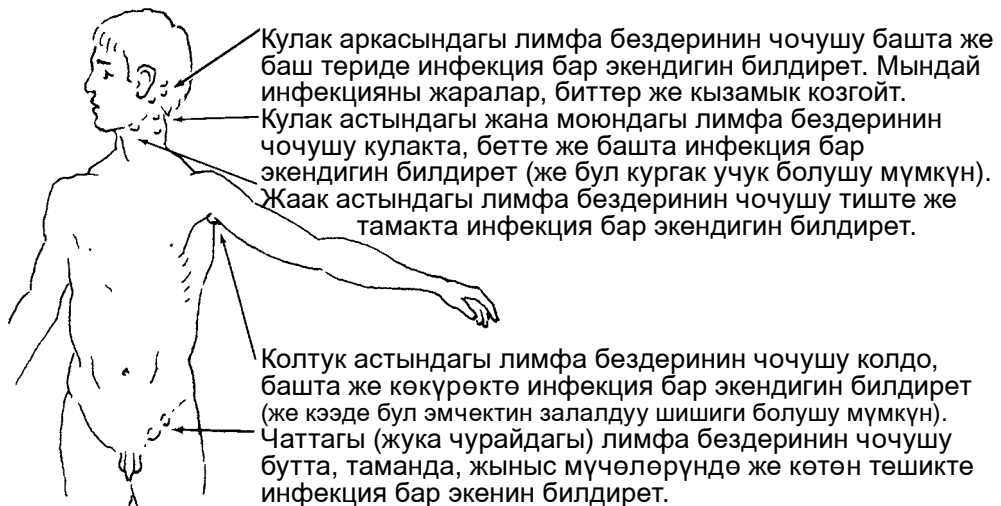 Кулак аркасындагы лимфа бездеринин чочушу башта же
баш териде инфекция бар экендигин билдирет. Мындай
инфекцияны жаралар, биттер же кызамык козгойт.
Кулак астындагы жана моюндагы лимфа бездеринин
чочушу кулакта, бетте же башта инфекция бар
экендигин билдирет (же бул кургак учук болушу мүмкүн).
Жаак астындагы лимфа бездеринин чочушу тиште же
тамакта инфекция бар экендигин билдирет.
Колтук астындагы лимфа бездеринин чочушу колдо,
башта же көкүрөктө инфекция бар экендигин билдирет
(же кээде бул эмчектин залалдуу шишиги болушу мүмкүн).
Чаттагы (жука чурайдагы) лимфа бездеринин чочушу
бутта, таманда, жыныс мүчөлөрүндө же көтөн тешикте
инфекция бар экенин билдирет.